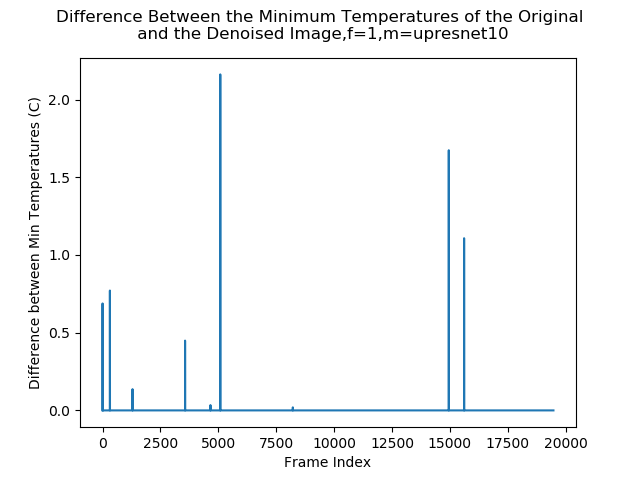 Difference Between the Minimum Temperatures of the Original
and the Denoised Image,f=1,m=upresnet10
Difference between Min Temperatures (C)
2.0
1.5
1.0
0.5
0.0
0 2500 5000 7500 10000 12500 15000 17500 20000
Frame Index